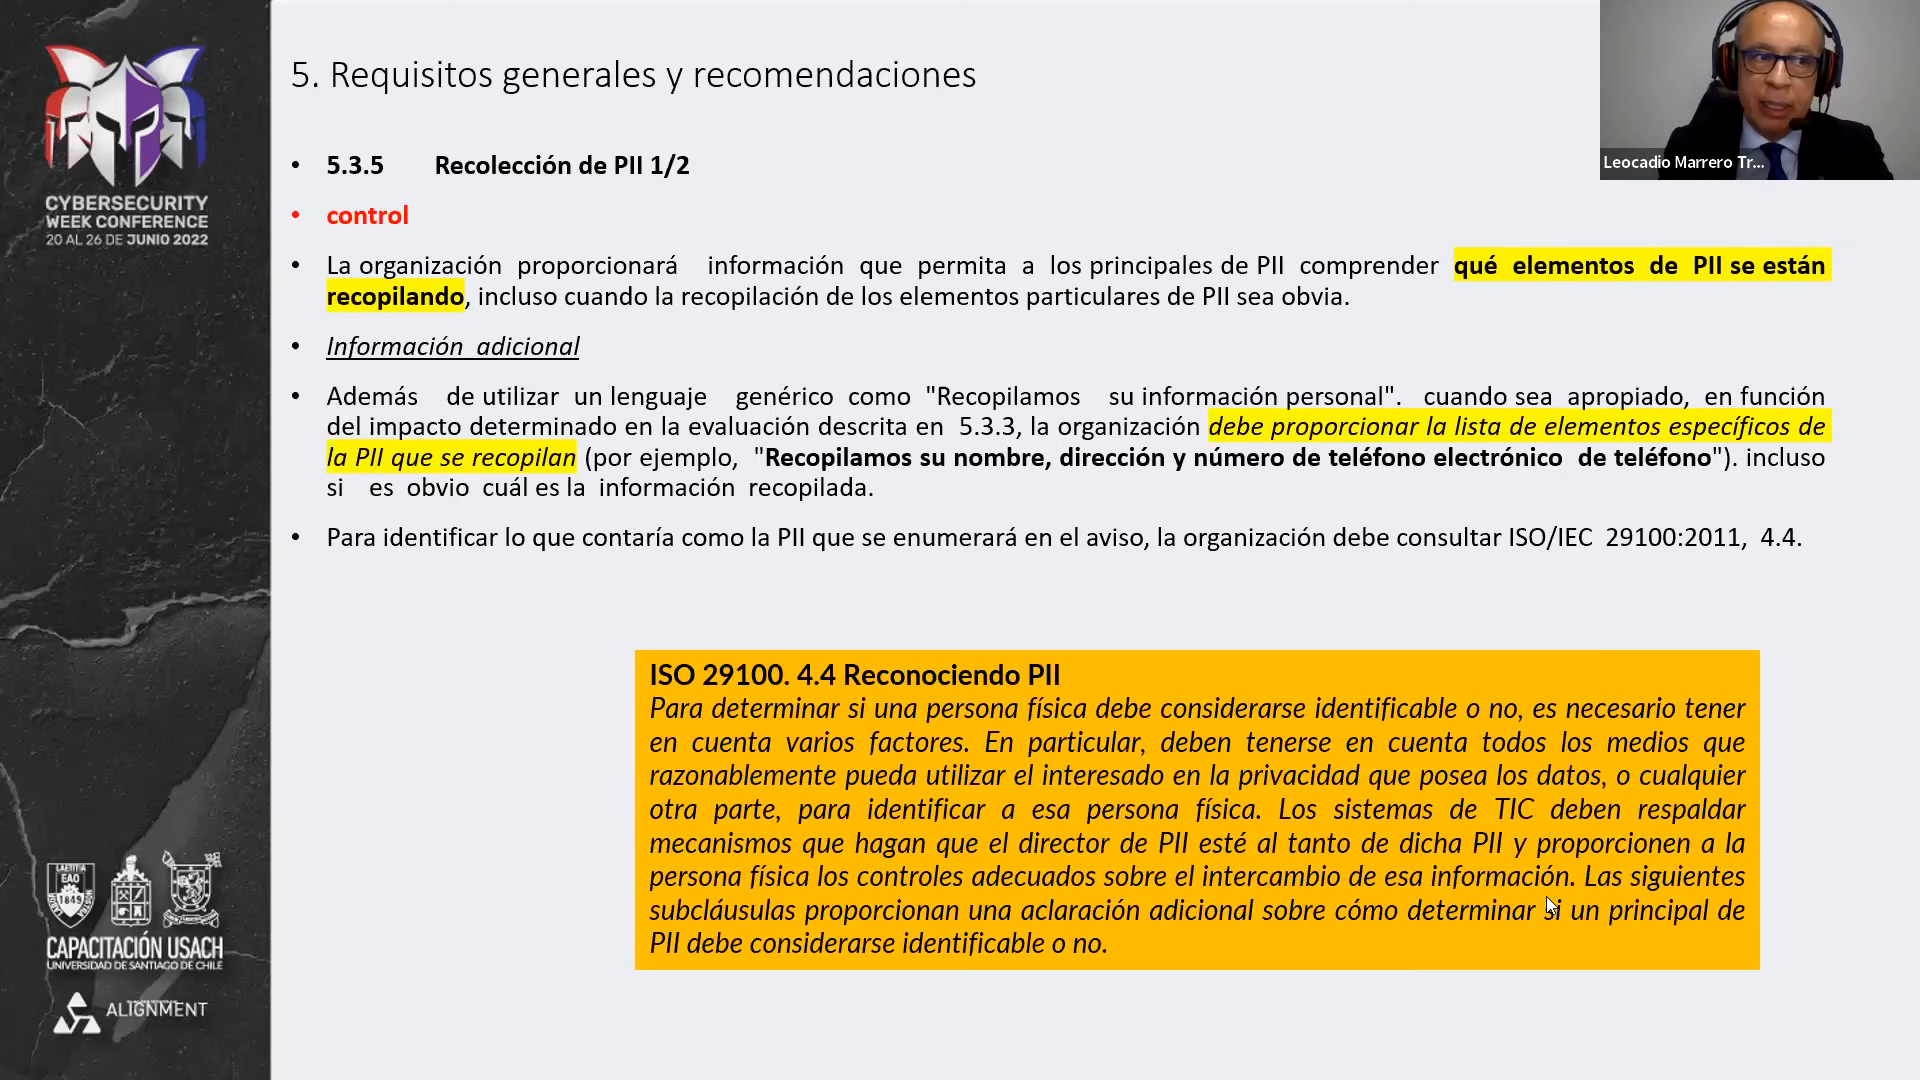 CYBERSECURITY
WEEK CONFERENCE
20 AL 26 DE JUNIO 2022
5. Requisitos generales y recomendaciones
Leocadio Marrero Tr...
• 5.3.5 Recolección de PII 1/2
• control
• La organización proporcionará información que permita a los principales de PII comprender qué elementos de PII se están
recopilando, incluso cuando la recopilación de los elementos particulares de PII sea obvia.
• Información adicional
• Además de utilizar un lenguaje genérico como "Recopilamos su información personal". cuando sea apropiado, en función
del impacto determinado en la evaluación descrita en 5.3.3, la organización debe proporcionar la lista de elementos específicos de
la PII que se recopilan (por ejemplo, "Recopilamos su nombre, dirección y número de teléfono electrónico de teléfono"). incluso
si es obvio cuál es la información recopilada.
• Para identificar lo que contaría como la PII que se enumerará en el aviso, la organización debe consultar ISO/IEC 29100:2011, 4.4.
ISO 29100. 4.4 Reconociendo PII
Para determinar si una persona física debe considerarse identificable o no, es necesario tener
en cuenta varios factores. En particular, deben tenerse en cuenta todos los medios que
razonablemente pueda utilizar el interesado en la privacidad que posea los datos, o cualquier
otra parte, para identificar a esa persona física. Los sistemas de TIC deben respaldar
mecanismos que hagan que el director de PII esté al tanto de dicha PII y proporcionen a la
persona física los controles adecuados sobre el intercambio de esa información. Las siguientes
subcláusulas proporcionan una aclaración adicional sobre cómo determinar si un principal de
PII debe considerarse identificable o no.
LAETITIA
EAO
1849
CAPACITACIÓN USACH
UNIVERSIDAD DE SANTIAGO DE CHILE
ALIGNMENT